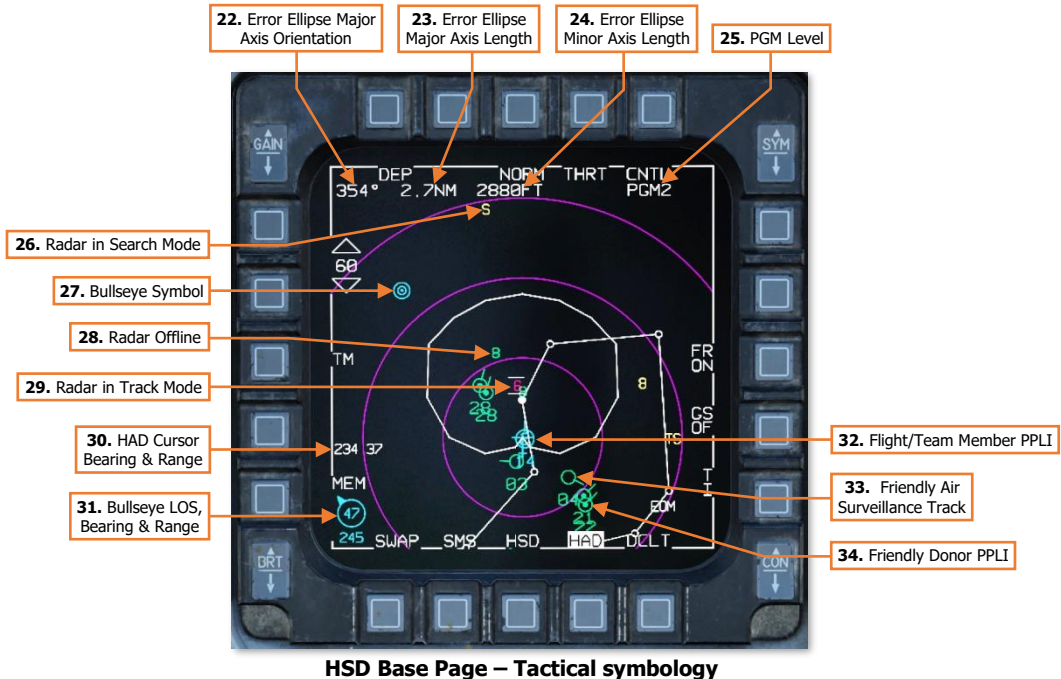 22. Error Ellipse Major
Axis Orientation
23. Error Ellipse
Major Axis Length
24. Error Ellipse
Minor Axis Length
25. PGM Level
GAIN
SYM
DEP NORM THRT CNTL
354° 2.7NM 2880FT PGM2
S
26. Radar in Search Mode
60
27. Bullseye Symbol
28. Radar Offline
8
TM
FR
ON
29. Radar in Track Mode
6
8
8
28
28
GS
OF
30. HAD Cursor
Bearing & Range
234 37
TS
32. Flight/Team Member PPLI
14
03
MEM
T
I
33. Friendly Air
Surveillance Track
04
EOM
31. Bullseye LOS,
Bearing & Range
47
21
22
245
34. Friendly Donor PPLI
SWAP SMS HSD HAD DCLT
BRT
CON
HSD Base Page – Tactical symbology